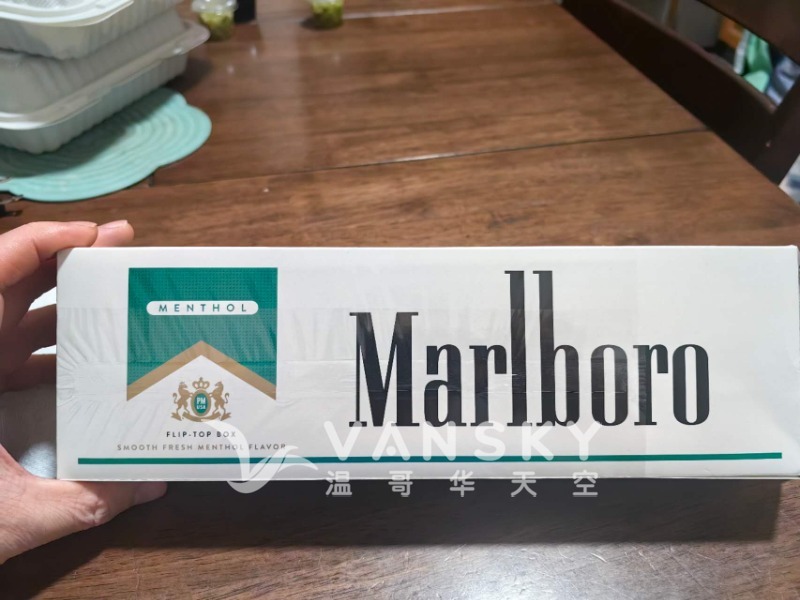 MENTHOL
PM
USA
FLIP-TOP BOX
SMOOTH FRESH MENTHOL FLAVOR
Marlboro
VANSKY
温哥华天空